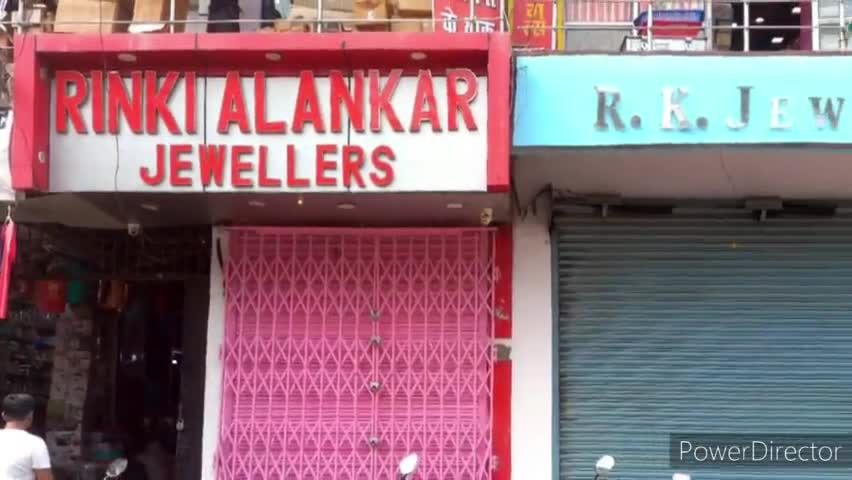 RINKI ALANKAR
JEWELLERS
R. K. JEW
PowerDirector